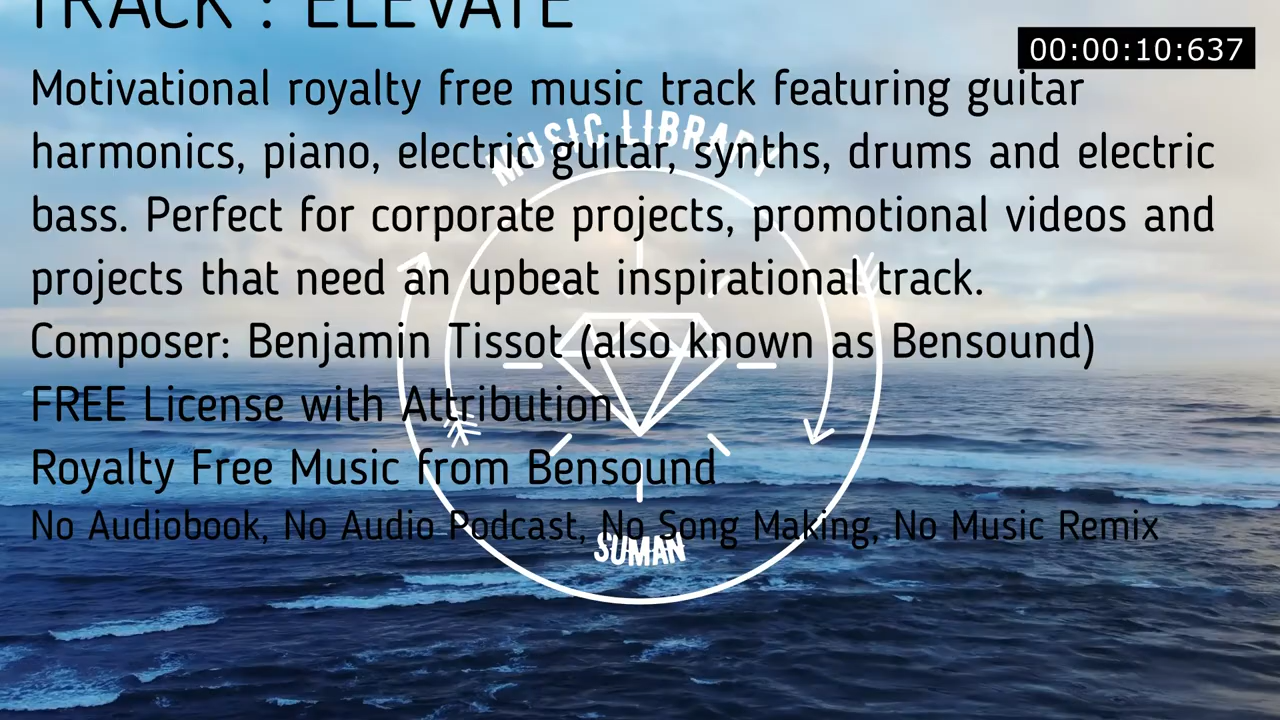 TRACK : ELEVATE
00:00:10:637
Motivational royalty free music track featuring guitar
harmonics, piano, electric guitar, synths, drums and electric
bass. Perfect for corporate projects, promotional videos and
projects that need an upbeat inspirational track.
Composer: Benjamin Tissot (also known as Bensound)
FREE License with Attribution
Royalty Free Music from Bensound
No Audiobook, No Audio Podcast, No Song Making, No Music Remix
MUSIC LIBRARY
SUMAN